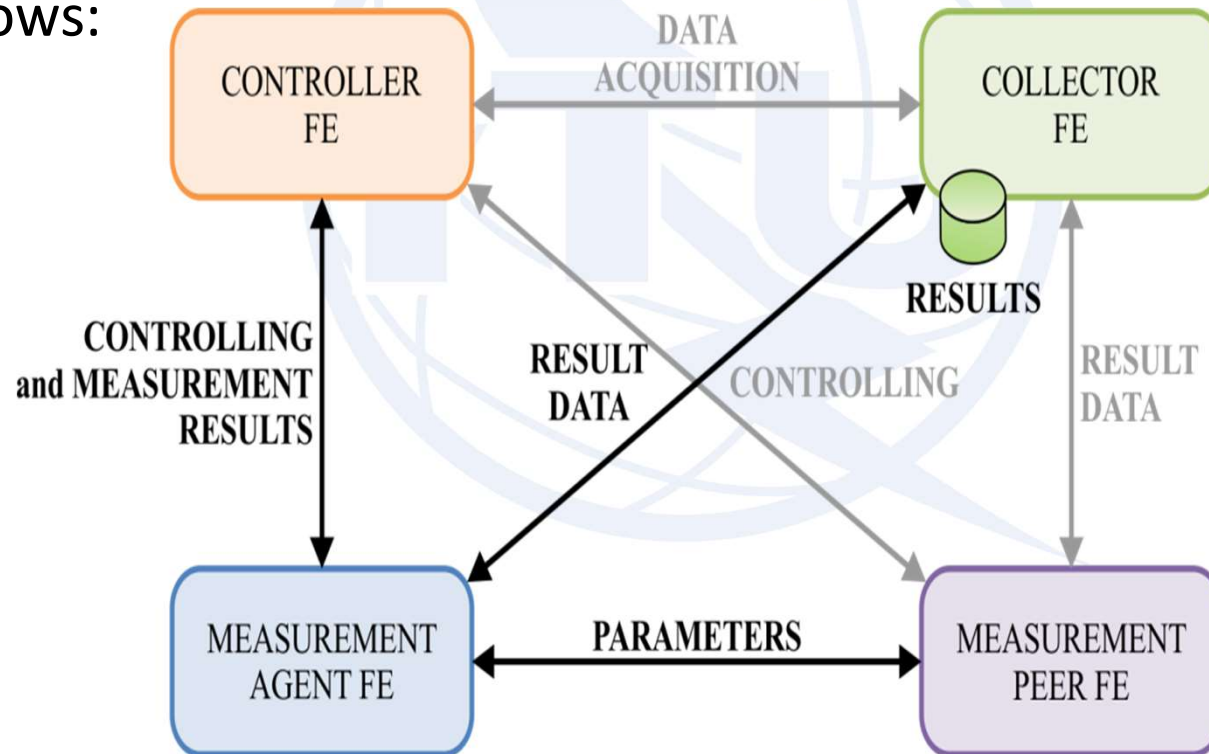 ows:
DATA
ACQUISITION
CONTROLLER
FE
COLLECTOR
FE
RESULTS
CONTROLLING
and MEASUREMENT
RESULTS
RESULT
DATA
CONTROLLING
RESULT
DATA
MEASUREMENT
AGENT FE
PARAMETERS
MEASUREMENT
PEER FE